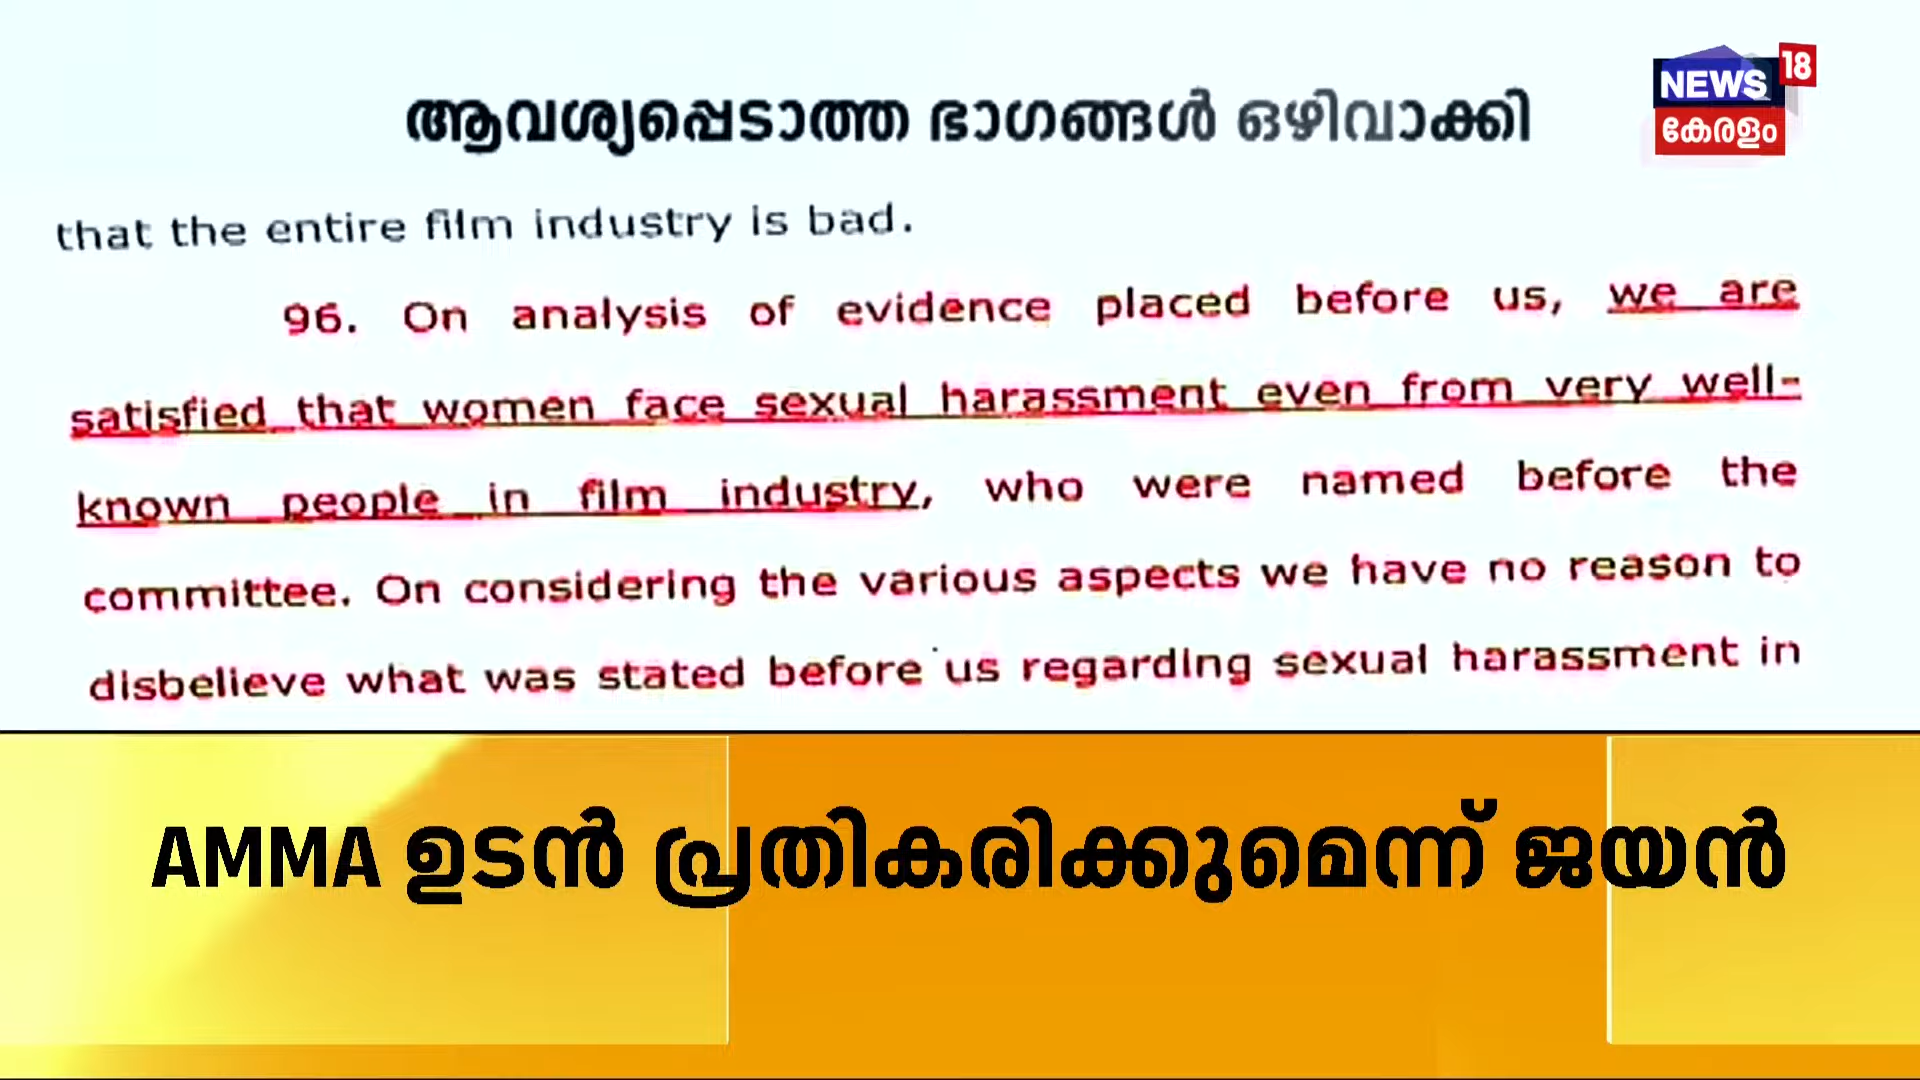 NEWS 18
കേരളം
ആവശ്യപ്പെടാത്ത ഭാഗങ്ങൾ ഒഴിവാക്കി
that the entire film industry is bad.
96. On analysis of evidence placed before us, we are
satisfied that women face sexual harassment even from very well-
known people in film industry, who were named before the
committee. On considering the various aspects we have no reason to
disbelieve what was stated before us regarding sexual harassment in
AMMA ഉടൻ പ്രതികരിക്കുമെന്ന് ജയൻ